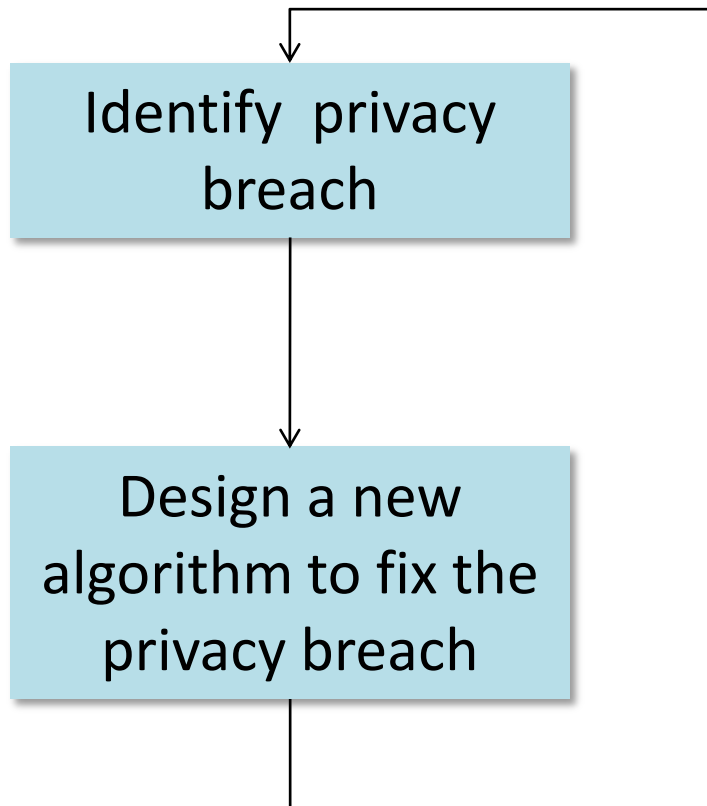 Identify  privacy
breach
Design a new
algorithm to fix the
privacy breach